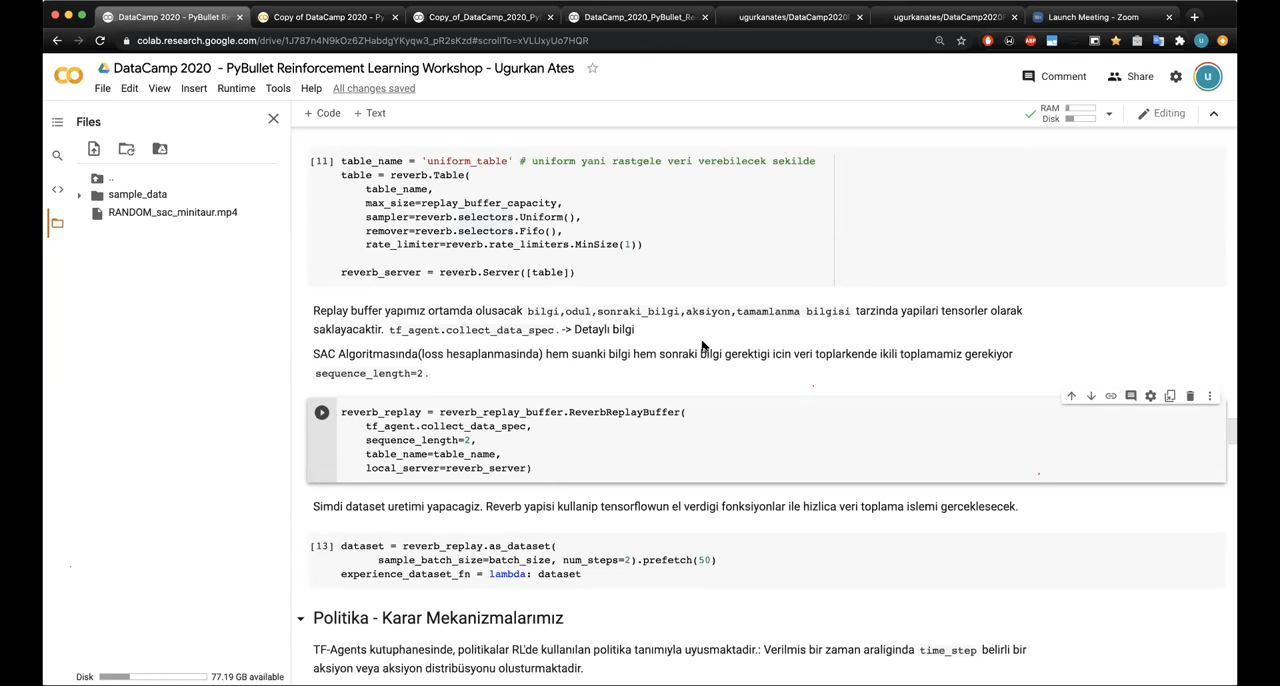 DataCamp 2020 - PyBullet Re
Copy of DataCamp 2020 - Py
Copy_of_DataCamp_2020_Py
DataCamp_2020_PyBullet_Re
ugurkanates/DataCamp2020
ugurkanates/DataCamp2020
Launch Meeting - Zoom
colab.research.google.com/drive/1J787n4N9kOz6ZHabdgYKyqw3_pR2sKzd#scrollTo=xVLUxyUo7HQR
DataCamp 2020 - PyBullet Reinforcement Learning Workshop - Ugurkan Ates
File Edit View Insert Runtime Tools Help All changes saved
Comment Share u
Files
+ Code + Text
RAM
Disk
Editing
..
sample_data
RANDOM_sac_minitaur.mp4
[11] table_name = 'uniform_table' # uniform yani rastgele veri verebilecek sekilde
table = reverb.Table(
table_name,
max_size=replay_buffer_capacity,
sampler=reverb.selectors.Uniform(),
remover=reverb.selectors.Fifo(),
rate_limiter=reverb.rate_limiters.MinSize(1))
reverb_server = reverb.Server([table])
Replay buffer yapımız ortamda olusacak bilgi,odul,sonraki_bilgi,aksiyon,tamamlanma bilgisi tarzinda yapilari tensorler olarak
saklayacaktir. tf_agent.collect_data_spec. -> Detaylı bilgi
SAC Algoritmasında(loss hesaplanmasinda) hem suanki bilgi hem sonraki bilgi gerektigi icin veri toplarkende ikili toplamamiz gerekiyor
sequence_length=2 .
reverb_replay = reverb_replay_buffer.ReverbReplayBuffer(
tf_agent.collect_data_spec,
sequence_length=2,
table_name=table_name,
local_server=reverb_server)
Simdi dataset uretimi yapacagiz. Reverb yapisi kullanip tensorflowun el verdigi fonksiyonlar ile hizlica veri toplama islemi gerceklesecek.
[13] dataset = reverb_replay.as_dataset(
sample_batch_size=batch_size, num_steps=2).prefetch(50)
experience_dataset_fn = lambda: dataset
Politika - Karar Mekanizmalarımız
TF-Agents kutuphanesinde, politikalar RL'de kullanılan politika tanımıyla uyusmaktadir.: Verilmis bir zaman araliginda time_step belirli bir
aksiyon veya aksiyon distribüsyonu olusturmaktadir.
Disk 77.19 GB available